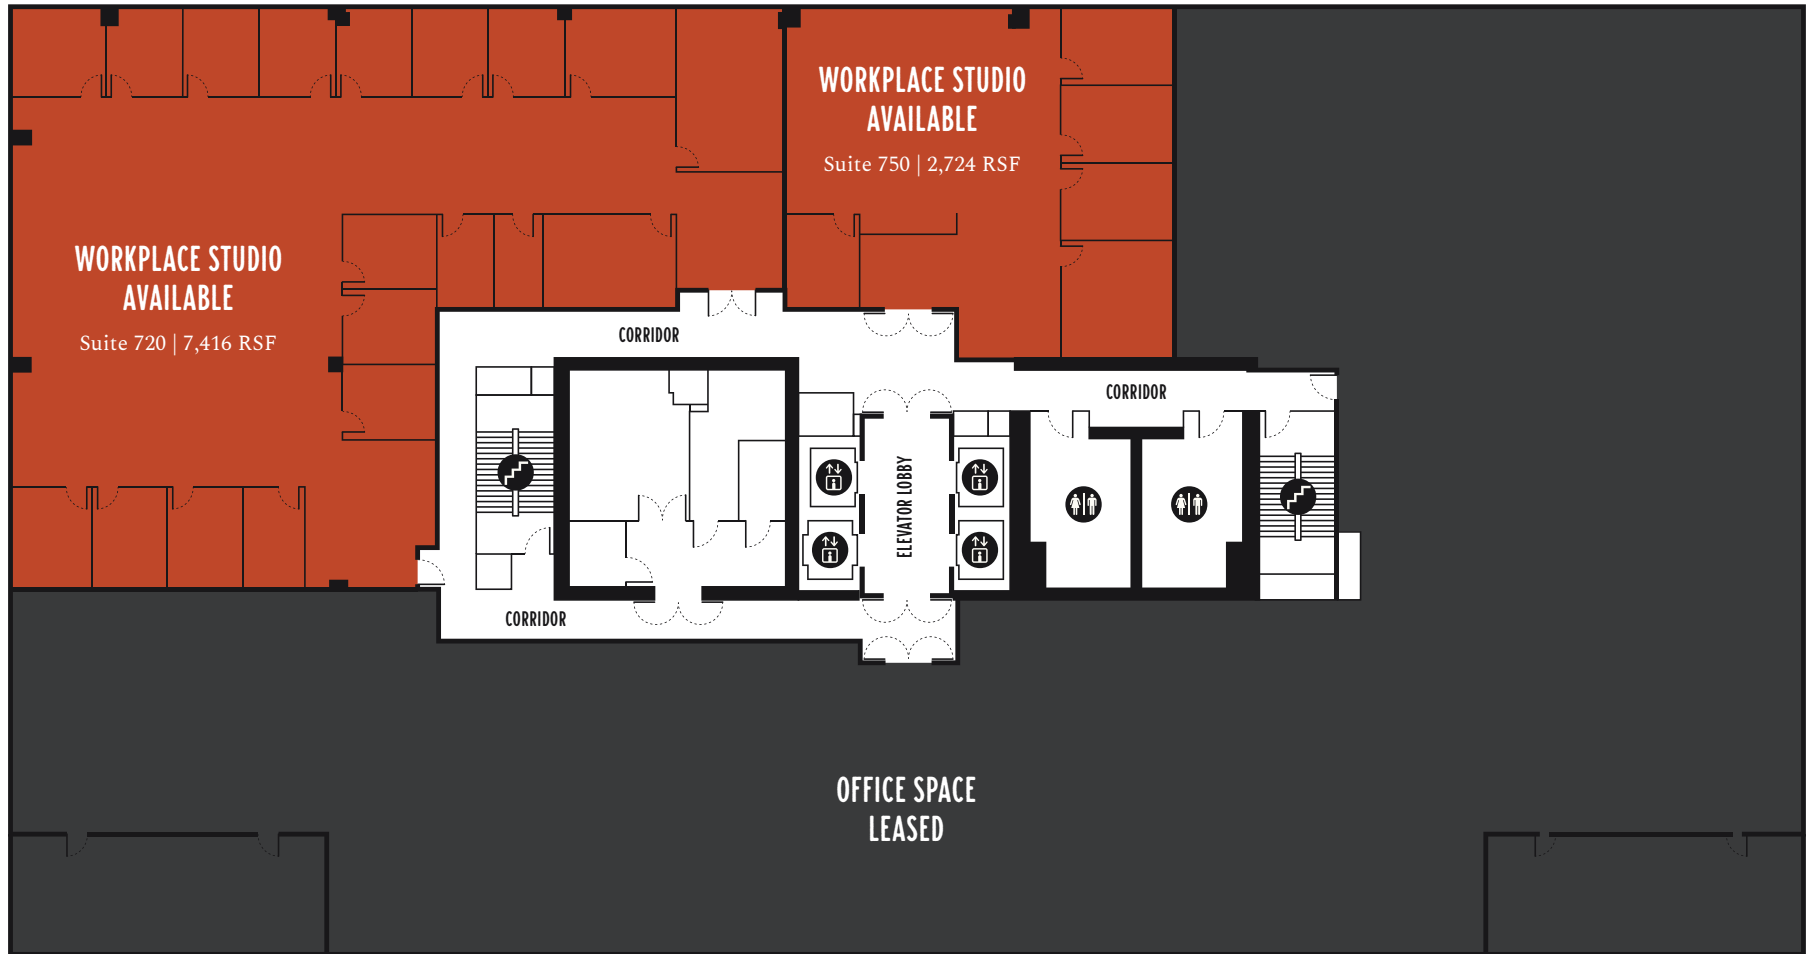 WORKPLACE STUDIO
AVAILABLE
Suite 750 | 2,724 RSF
WORKPLACE STUDIO
AVAILABLE
Suite 720 | 7,416 RSF
CORRIDOR
CORRIDOR
ELEVATOR LOBBY
CORRIDOR
OFFICE SPACE
LEASED